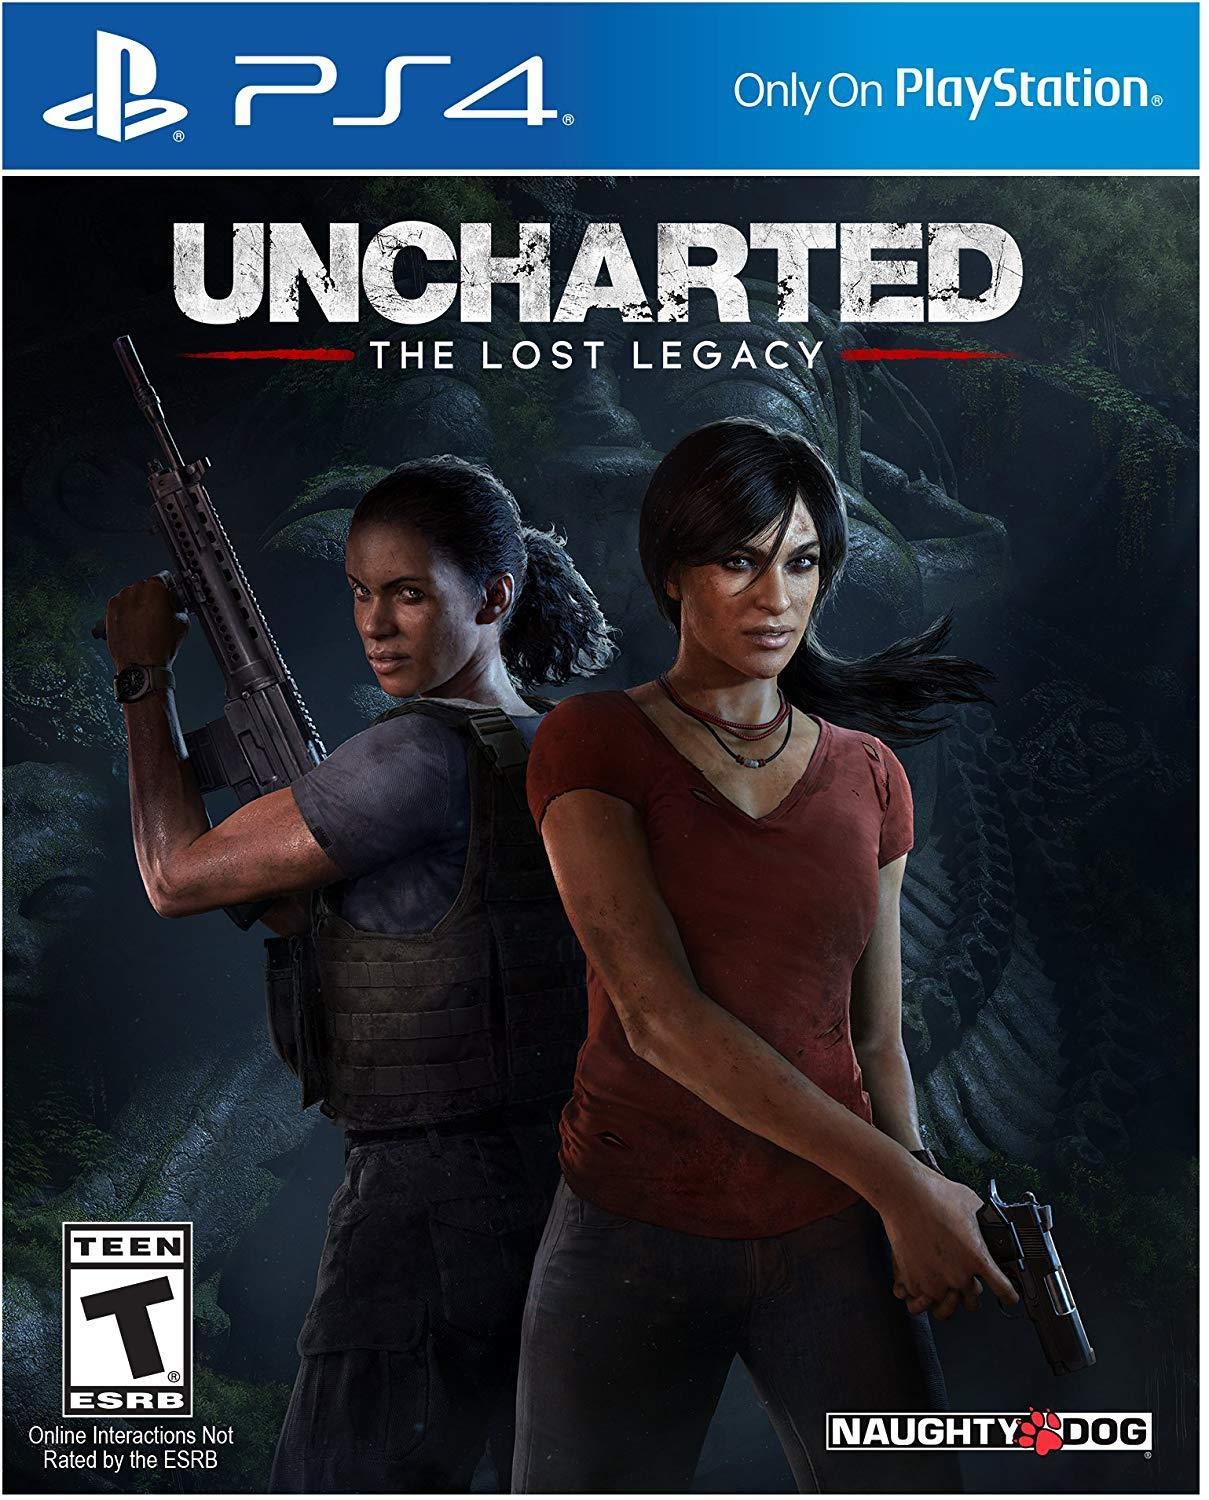 PS4®
Only On PlayStation®
UNCHARTED
THE LOST LEGACY
TEEN
T®
ESRB
Online Interactions Not
Rated by the ESRB
NAUGHTY DOG®